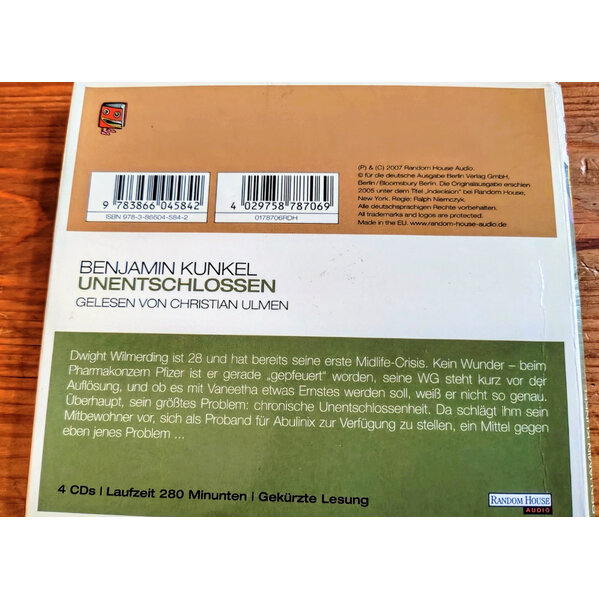 (P) & (C) 2007 Random House Audio.
© für die deutsche Ausgabe Berlin Verlag GmbH,
Berlin / Bloomsbury Berlin. Die Originalausgabe erschien
2005 unter dem Titel „Indecision" bei Random House,
New York. Regie: Ralph Niemczyk.
Alle deutschsprachigen Rechte vorbehalten.
All trademarks and logos are protected.
Made in the EU. www.random-house-audio.de
9 783866 045842
ISBN 978-3-86604-584-2
4 029758 787069
0178706RDH
BENJAMIN KUNKEL
UNENTSCHLOSSEN
GELESEN VON CHRISTIAN ULMEN
Dwight Wilmerding ist 28 und hat bereits seine erste Midlife-Crisis. Kein Wunder – beim
Pharmakonzern Pfizer ist er gerade „gepfeuert" worden, seine WG steht kurz vor der
Auflösung, und ob es mit Vaneetha etwas Ernstes werden soll, weiß er nicht so genau.
Überhaupt, sein größtes Problem: chronische Unentschlossenheit. Da schlägt ihm sein
Mitbewohner vor, sich als Proband für Abulinix zur Verfügung zu stellen, ein Mittel gegen
eben jenes Problem ...
4 CDs | Laufzeit 280 Minunten | Gekürzte Lesung
RANDOM HOUSE
AUDIO